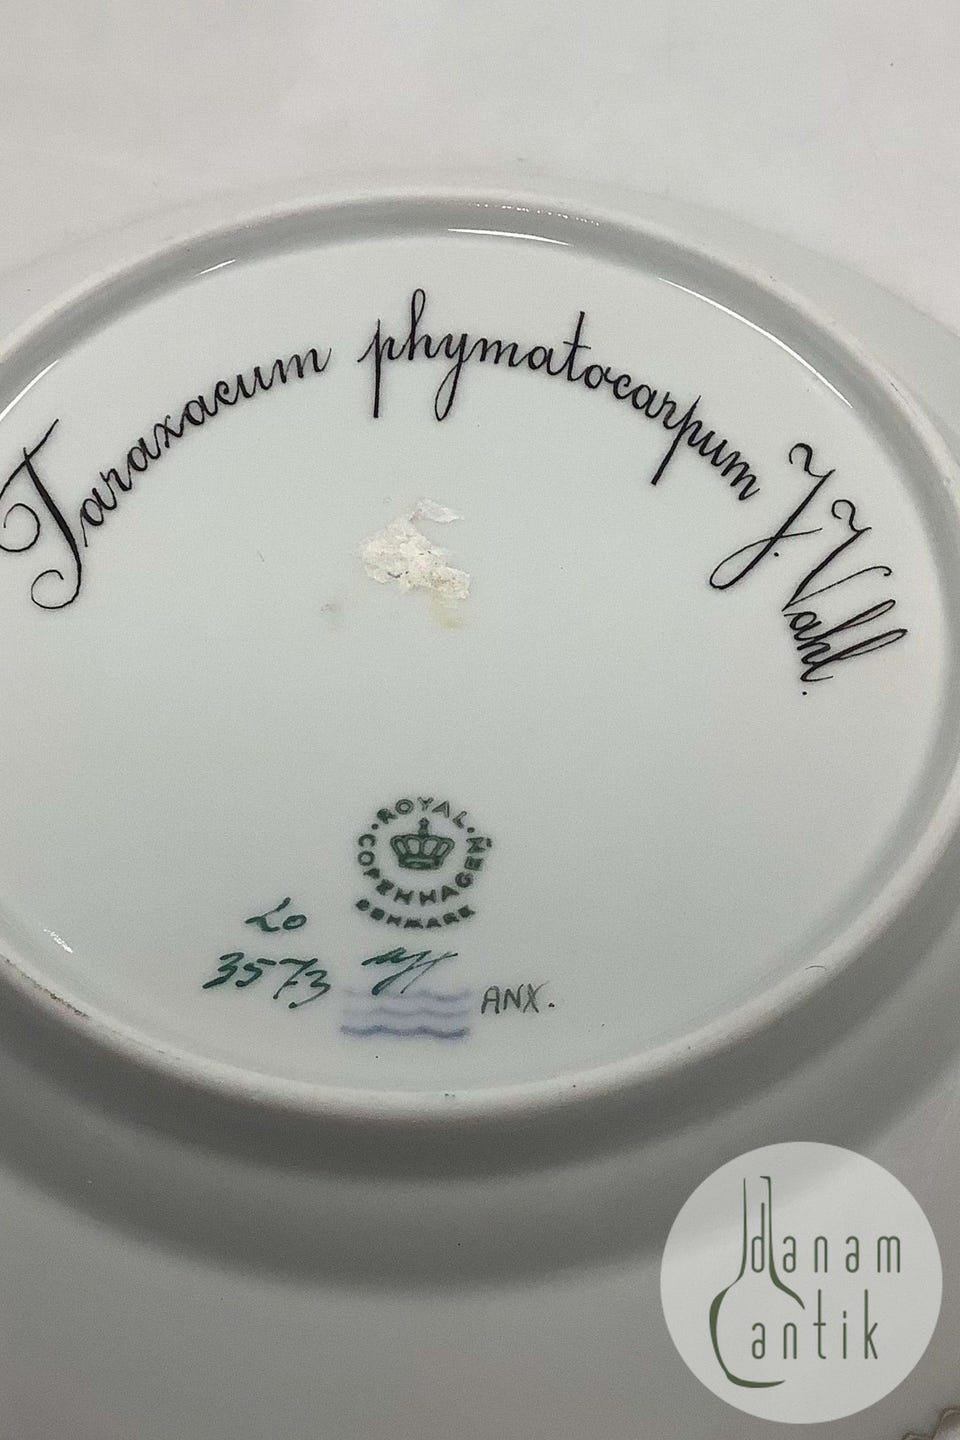 Taraxacum phymatocarpum J. Vahl.
ROYAL COPENHAGEN
DENMARK
20
3573
ANX.
danam
antik